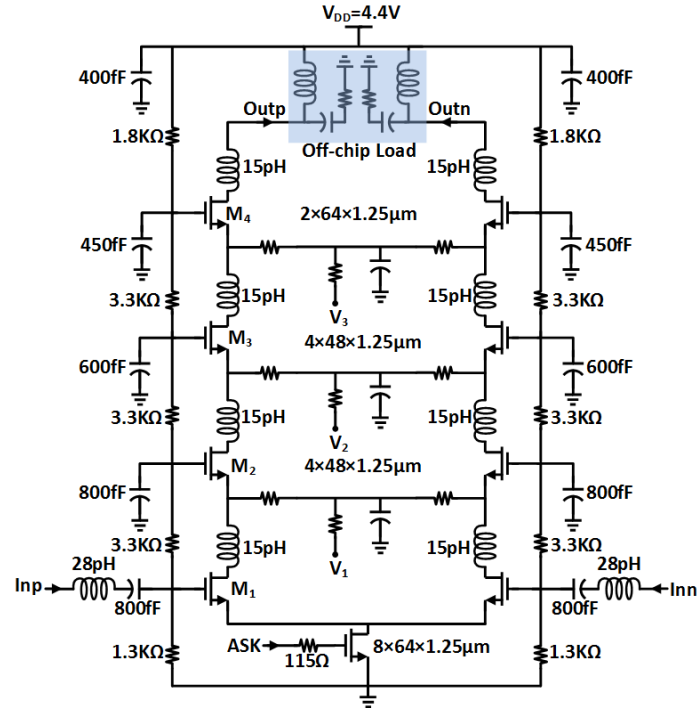 V_DD=4.4V
400fF
400fF
Outp
Outn
1.8KΩ
Off-chip Load
1.8KΩ
15pH
15pH
M_4
2×64×1.25µm
450fF
450fF
3.3KΩ
15pH
15pH
3.3KΩ
V_3
M_3
4×48×1.25µm
600fF
600fF
3.3KΩ
15pH
15pH
3.3KΩ
V_2
M_2
4×48×1.25µm
800fF
800fF
3.3KΩ
15pH
15pH
3.3KΩ
V_1
28pH
28pH
Inp
M_1
Inn
800fF
800fF
1.3KΩ
ASK
115Ω
8×64×1.25µm
1.3KΩ